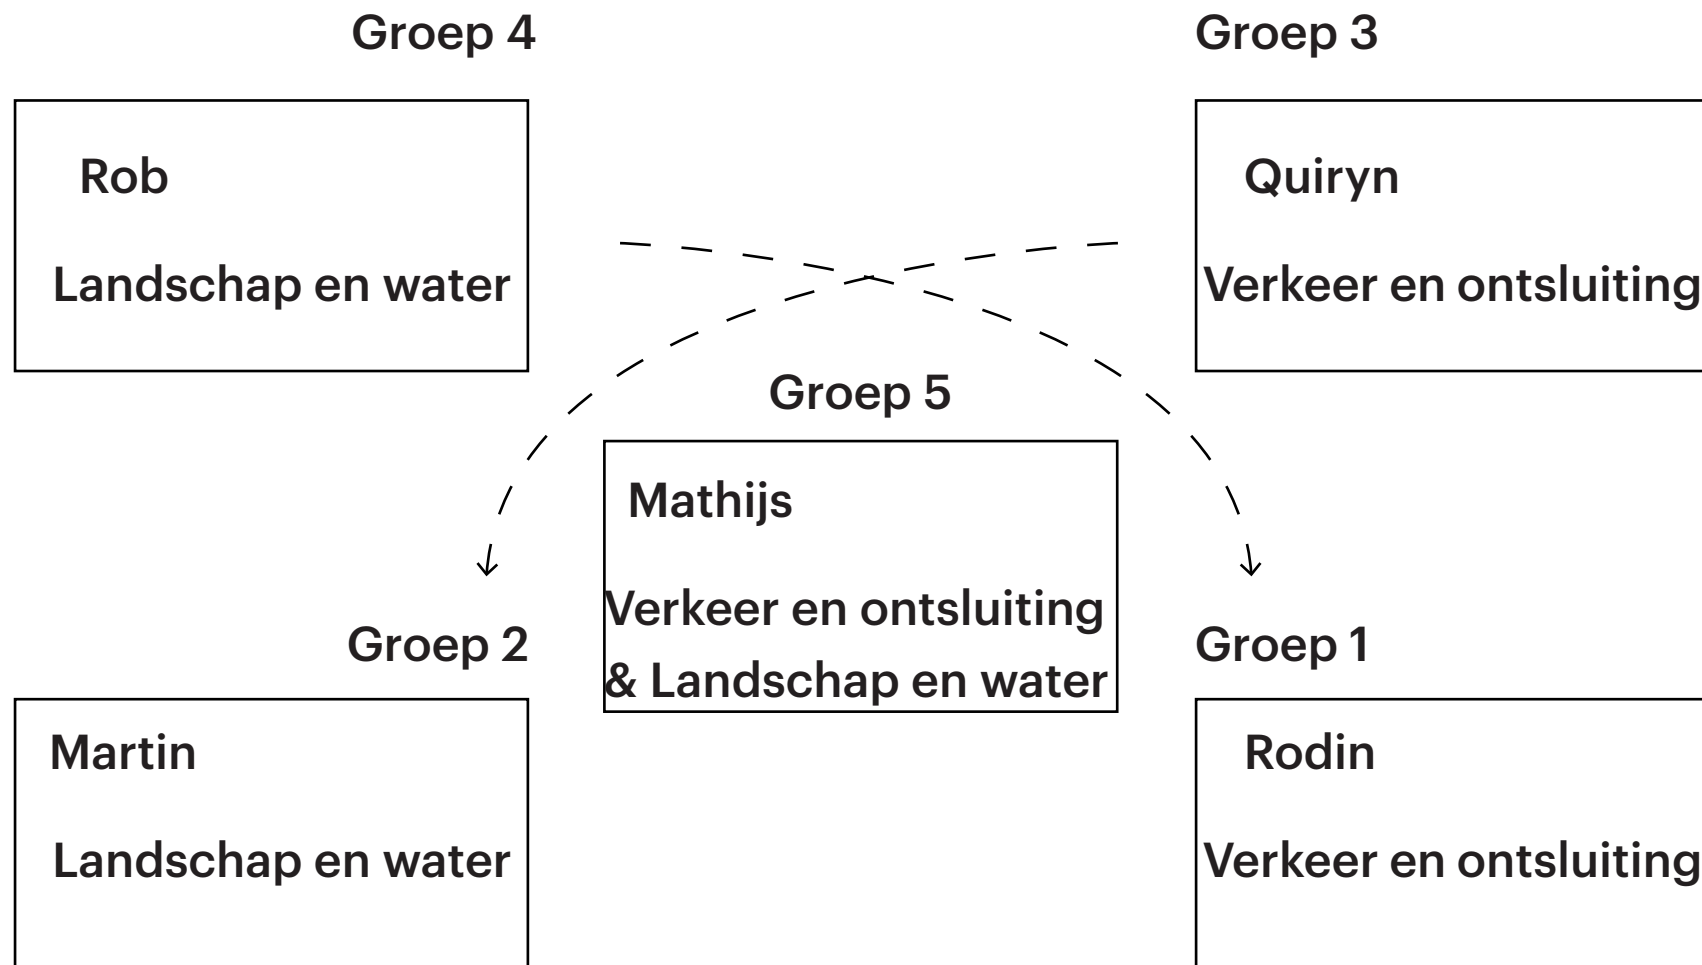 Groep 4
Rob
Landschap en water
Groep 3
Quiryn
Verkeer en ontsluiting
Groep 5
Mathijs
Verkeer en ontsluiting
& Landschap en water
Groep 2
Martin
Landschap en water
Groep 1
Rodin
Verkeer en ontsluiting